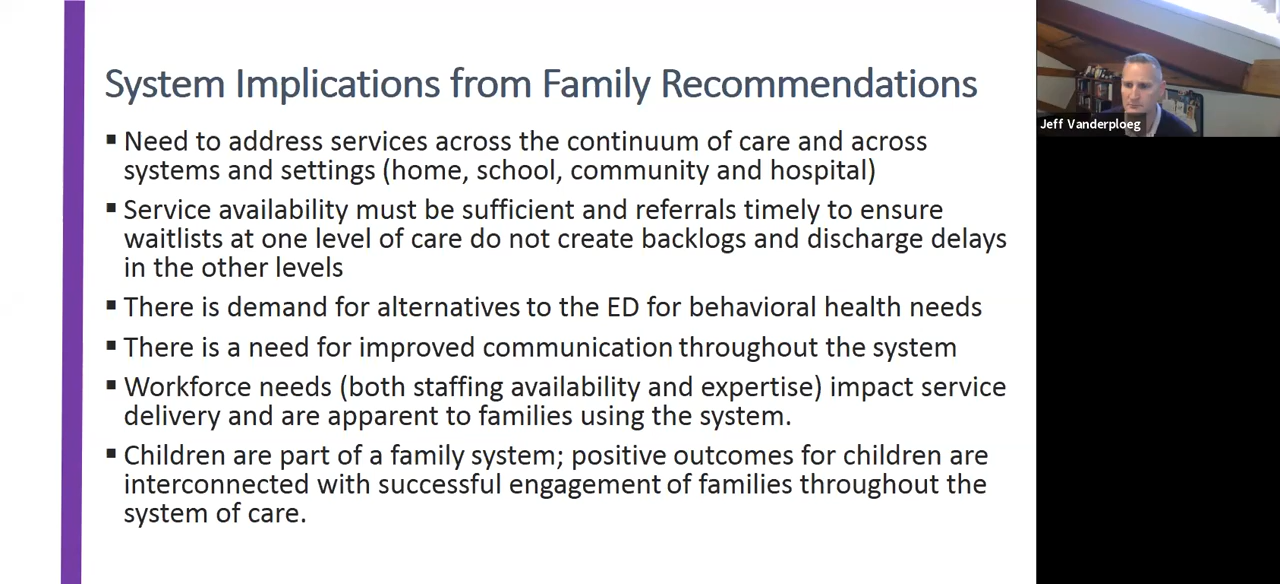 System Implications from Family Recommendations
▪ Need to address services across the continuum of care and across
systems and settings (home, school, community and hospital)
▪ Service availability must be sufficient and referrals timely to ensure
waitlists at one level of care do not create backlogs and discharge delays
in the other levels
▪ There is demand for alternatives to the ED for behavioral health needs
▪ There is a need for improved communication throughout the system
▪ Workforce needs (both staffing availability and expertise) impact service
delivery and are apparent to families using the system.
▪ Children are part of a family system; positive outcomes for children are
interconnected with successful engagement of families throughout the
system of care.
Jeff Vanderploeg